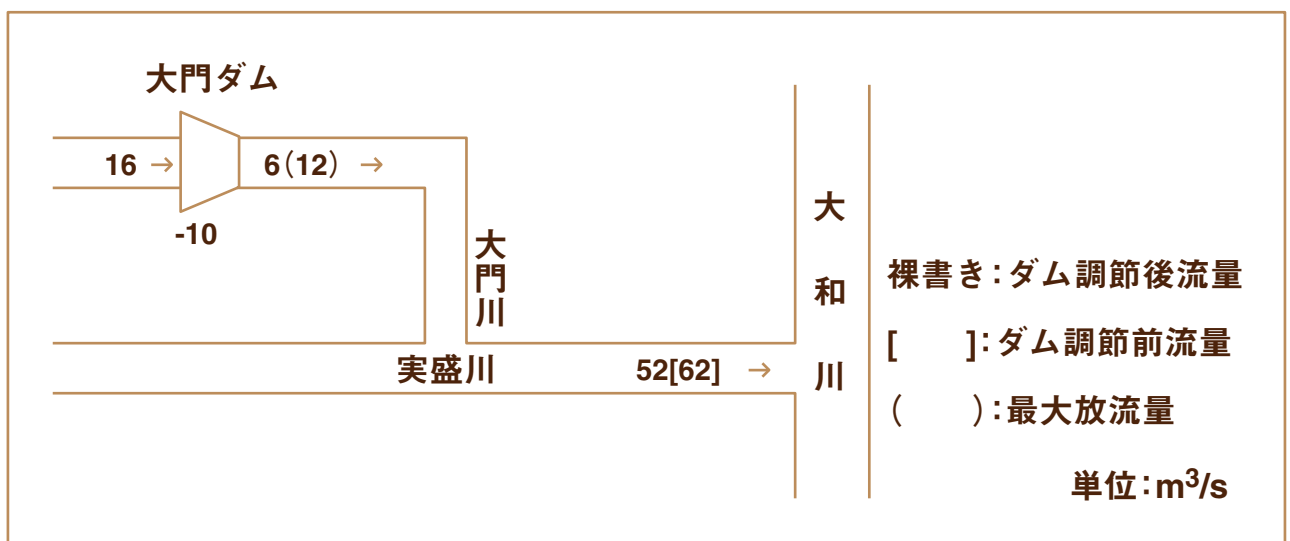 大門ダム
16 →
6(12) →
-10
大門川
実盛川
52[62] →
大和川
裸書き:ダム調節後流量
[ ]:ダム調節前流量
( ):最大放流量
単位:m³/s